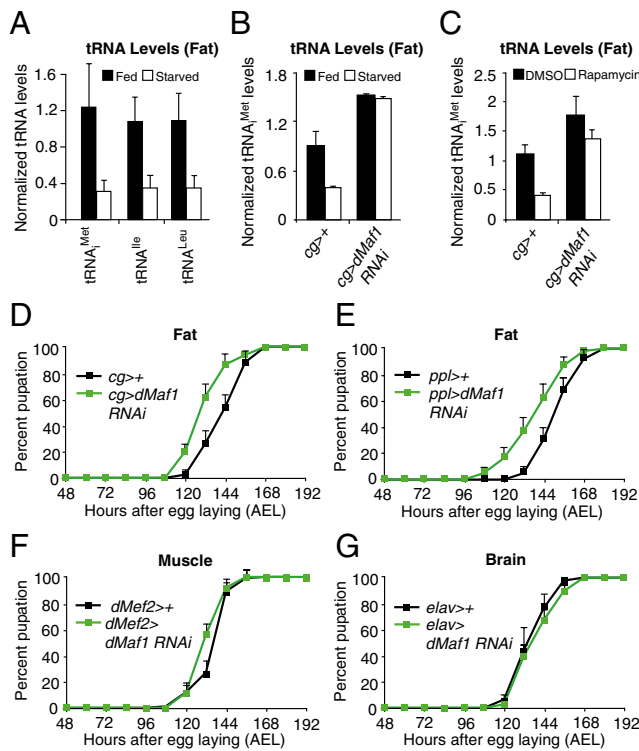 A
tRNA Levels (Fat)
Fed Starved
Normalized tRNA levels
1.6
1.2
0.8
0.4
0
tRNAiMet
tRNAIle
tRNALeu
B
tRNA Levels (Fat)
Fed Starved
Normalized tRNAiMet levels
1.8
1.2
0.6
0
cg>+
cg>dMaf1
RNAi
C
tRNA Levels (Fat)
DMSO Rapamycin
Normalized tRNAiMet levels
2.5
2
1.5
1
0.5
0
cg>+
cg>dMaf1
RNAi
D
Fat
Percent pupation
100
80
60
40
20
0
cg>+
cg>dMaf1
RNAi
48 72 96 120 144 168 192
Hours after egg laying (AEL)
E
Fat
Percent pupation
100
80
60
40
20
0
ppl>+
ppl>dMaf1
RNAi
48 72 96 120 144 168 192
Hours after egg laying (AEL)
F
Muscle
Percent pupation
100
80
60
40
20
0
dMef2>+
dMef2>
dMaf1 RNAi
48 72 96 120 144 168 192
Hours after egg laying (AEL)
G
Brain
Percent pupation
100
80
60
40
20
0
elav>+
elav>
dMaf1 RNAi
48 72 96 120 144 168 192
Hours after egg laying (AEL)